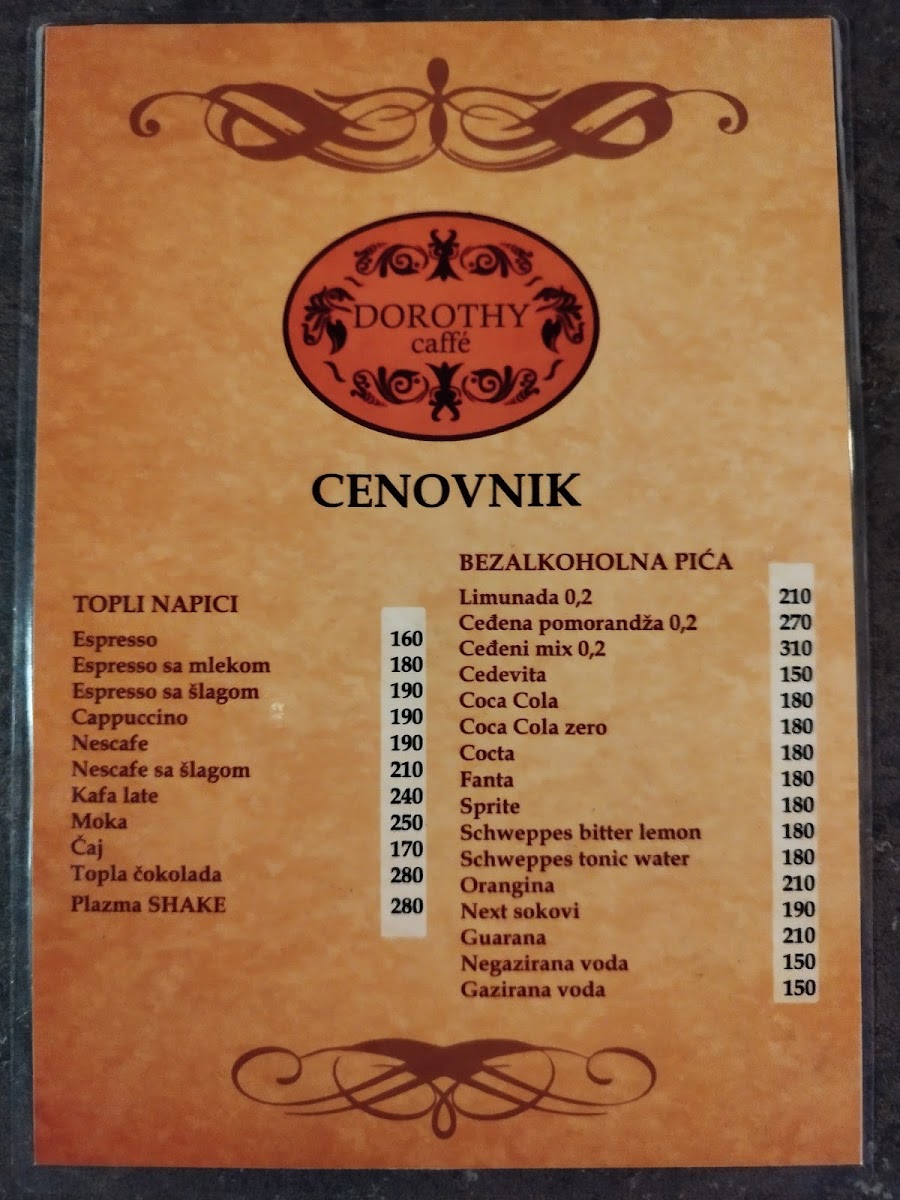 DOROTHY
caffé
CENOVNIK
TOPLI NAPICI
Espresso 160
Espresso sa mlekom 180
Espresso sa šlagom 190
Cappuccino 190
Nescafe 190
Nescafe sa šlagom 210
Kafa late 240
Moka 250
Čaj 170
Topla čokolada 280
Plazma SHAKE 280
BEZALKOHOLNA PIĆA
Limunada 0,2 210
Ceđena pomorandža 0,2 270
Ceđeni mix 0,2 310
Cedevita 150
Coca Cola 180
Coca Cola zero 180
Cocta 180
Fanta 180
Sprite 180
Schweppes bitter lemon 180
Schweppes tonic water 180
Orangina 210
Next sokovi 190
Guarana 210
Negazirana voda 150
Gazirana voda 150